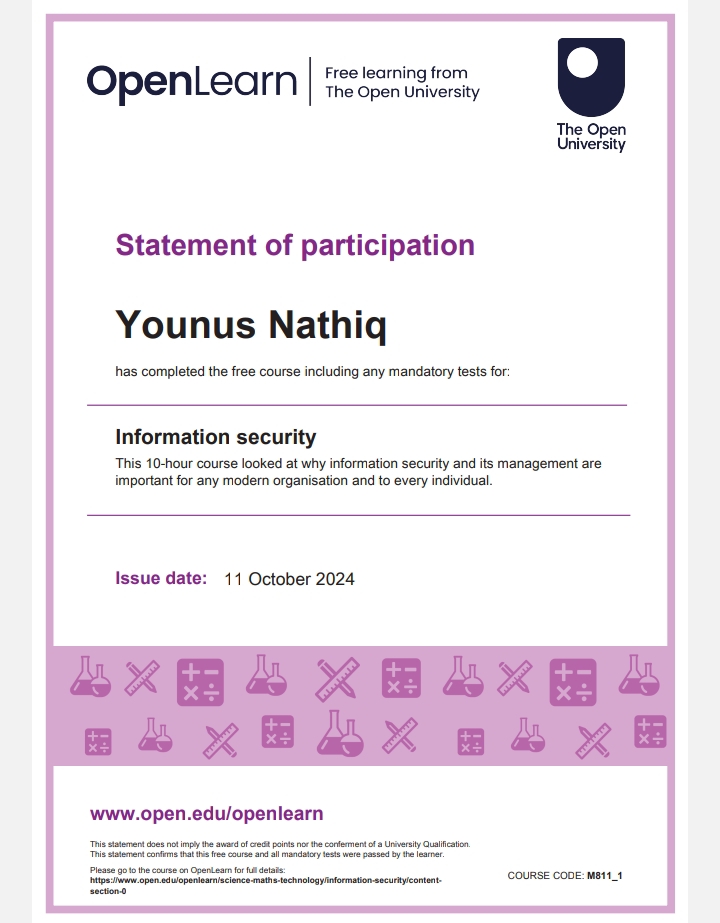 OpenLearn
Free learning from
The Open University
The Open
University
Statement of participation
Younus Nathiq
has completed the free course including any mandatory tests for:
Information security
This 10-hour course looked at why information security and its management are
important for any modern organisation and to every individual.
Issue date: 11 October 2024
www.open.edu/openlearn
This statement does not imply the award of credit points nor the conferment of a University Qualification.
This statement confirms that this free course and all mandatory tests were passed by the learner.
Please go to the course on OpenLearn for full details:
https://www.open.edu/openlearn/science-maths-technology/information-security/content-
section-0
COURSE CODE: M811_1